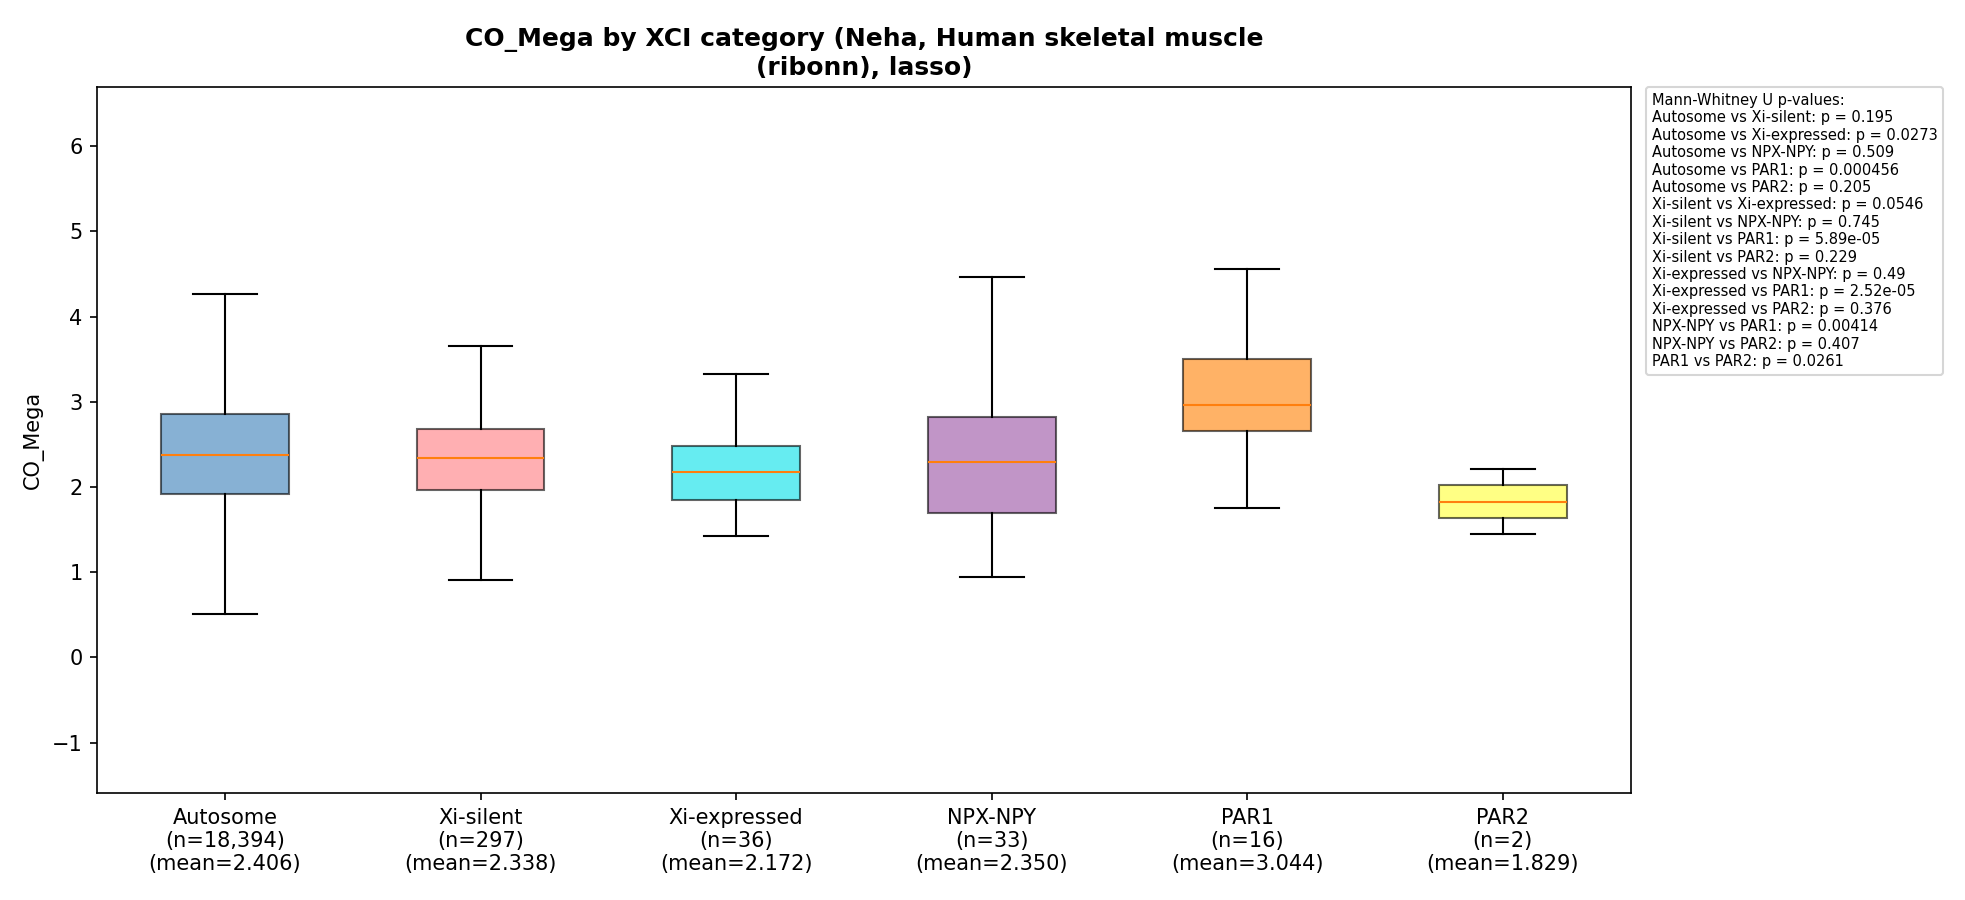 CO_Mega by XCI category (Neha, Human skeletal muscle
(ribonn), lasso)
CO_Mega
6
5
4
3
2
1
0
−1
Autosome
(n=18,394)
(mean=2.406)
Xi-silent
(n=297)
(mean=2.338)
Xi-expressed
(n=36)
(mean=2.172)
NPX-NPY
(n=33)
(mean=2.350)
PAR1
(n=16)
(mean=3.044)
PAR2
(n=2)
(mean=1.829)
Mann-Whitney U p-values:
Autosome vs Xi-silent: p = 0.195
Autosome vs Xi-expressed: p = 0.0273
Autosome vs NPX-NPY: p = 0.509
Autosome vs PAR1: p = 0.000456
Autosome vs PAR2: p = 0.205
Xi-silent vs Xi-expressed: p = 0.0546
Xi-silent vs NPX-NPY: p = 0.745
Xi-silent vs PAR1: p = 5.89e-05
Xi-silent vs PAR2: p = 0.229
Xi-expressed vs NPX-NPY: p = 0.49
Xi-expressed vs PAR1: p = 2.52e-05
Xi-expressed vs PAR2: p = 0.376
NPX-NPY vs PAR1: p = 0.00414
NPX-NPY vs PAR2: p = 0.407
PAR1 vs PAR2: p = 0.0261